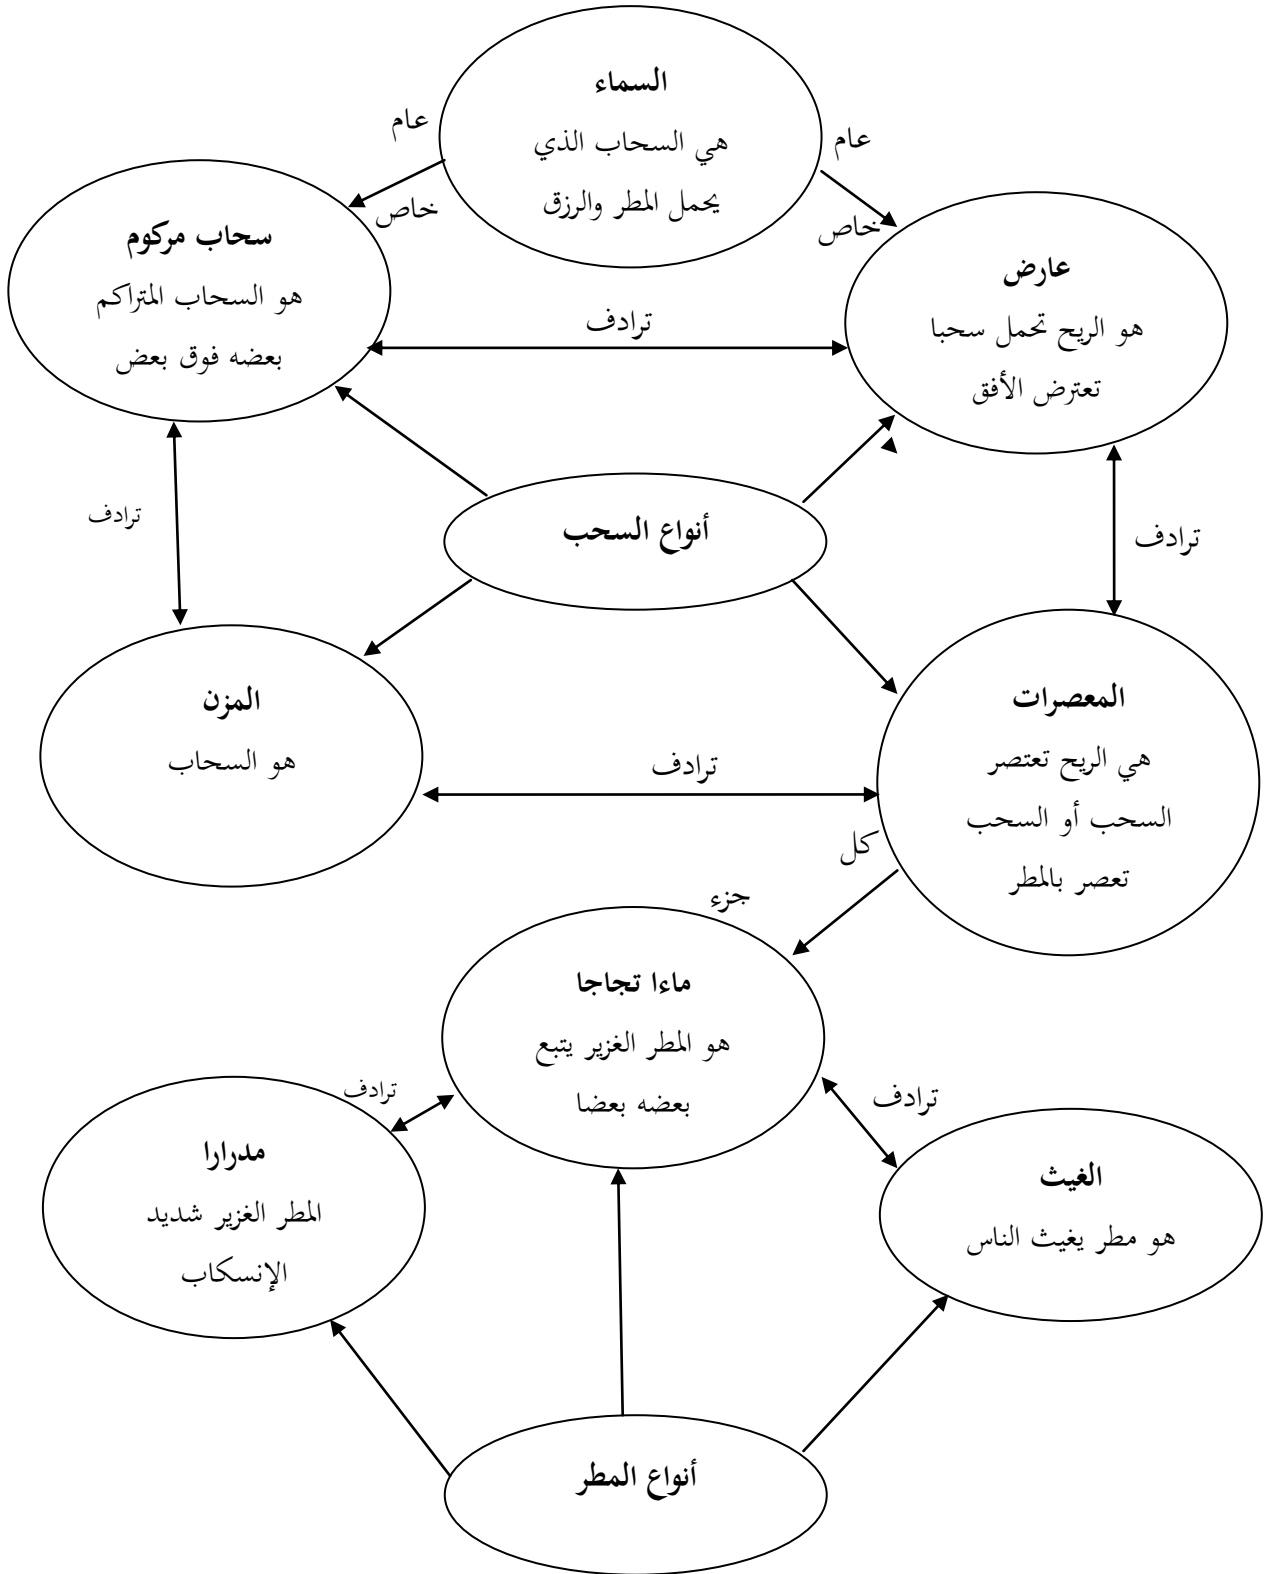 السماء
هي السحاب الذي
يحمل المطر والرزق
عام
عام
خاص
خاص
سحاب مركوم
هو السحاب المتراكم
بعضه فوق بعض
عارض
هو الريح تحمل سحبا
تعترض الأفق
ترادف
أنواع السحب
ترادف
ترادف
المعصرات
هي الريح تعتصر
السحب أو السحب
تعصر بالمطر
المزن
هو السحاب
ترادف
كل
جزء
ماءا تجاجا
هو المطر الغزير يتبع
بعضه بعضا
ترادف
ترادف
الغيث
هو مطر يغيث الناس
مدرارا
المطر الغزير شديد
الإنسكاب
أنواع المطر